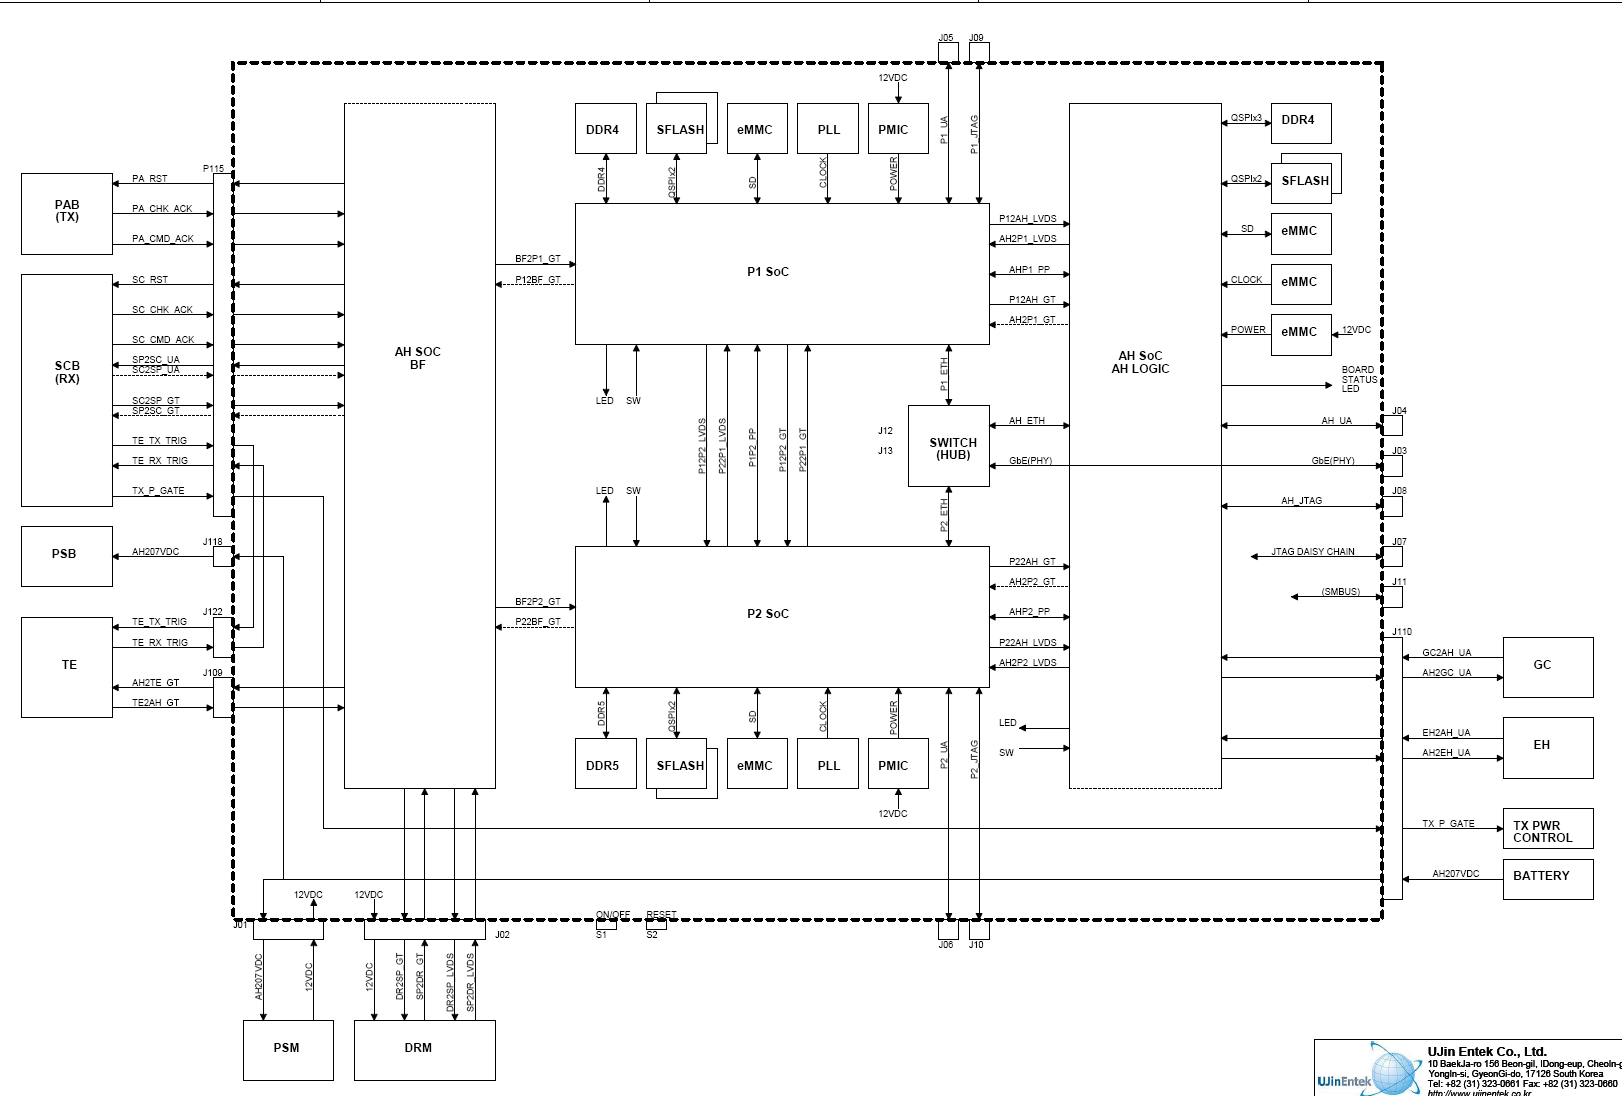 J05
J09
12VDC
P1_UA
P1_JTAG
DDR4
SFLASH
eMMC
PLL
PMIC
DDR4
QSPIx2
SD
CLOCK
POWER
QSPIx3
DDR4
QSPIx2
SFLASH
SD
eMMC
CLOCK
eMMC
POWER
eMMC
12VDC
BOARD
STATUS
LED
P115
PAB
(TX)
PA_RST
PA_CHK_ACK
PA_CMD_ACK
SCB
(RX)
SC_RST
SC_CHK_ACK
SC_CMD_ACK
SP2SC_UA
SC2SP_UA
SC2SP_GT
SP2SC_GT
TE_TX_TRIG
TE_RX_TRIG
TX_P_GATE
AH SOC
BF
BF2P1_GT
P12BF_GT
P1 SoC
P12AH_LVDS
AH2P1_LVDS
AHP1_PP
P12AH_GT
AH2P1_GT
AH SoC
AH LOGIC
LED
SW
P12P2_LVDS
P22P1_LVDS
P1P2_PP
P12P2_GT
P22P1_GT
P1_ETH
J12
J13
SWITCH
(HUB)
AH_ETH
GbE(PHY)
P2_ETH
AH_UA
J04
GbE(PHY)
J03
AH_JTAG
J08
JTAG DAISY CHAIN
J07
(SMBUS)
J11
LED
SW
PSB
AH207VDC
J118
TE
TE_TX_TRIG
TE_RX_TRIG
J122
AH2TE_GT
TE2AH_GT
J109
BF2P2_GT
P22BF_GT
P2 SoC
P22AH_GT
AH2P2_GT
AHP2_PP
P22AH_LVDS
AH2P2_LVDS
J110
GC2AH_UA
AH2GC_UA
GC
EH2AH_UA
AH2EH_UA
EH
TX_P_GATE
TX PWR
CONTROL
AH207VDC
BATTERY
LED
SW
DDR5
QSPIx2
SD
CLOCK
POWER
P2_UA
P2_JTAG
DDR5
SFLASH
eMMC
PLL
PMIC
12VDC
12VDC
12VDC
J01
J02
ON/OFF
S1
RESET
S2
J06
J10
AH207VDC
12VDC
12VDC
DR2SP_GT
SP2DR_GT
DR2SP_LVDS
SP2DR_LVDS
PSM
DRM
UJinEntek
UJin Entek Co., Ltd.
10 BaekJa-ro 156 Beon-gil, IDong-eup, CheoIn-g
YongIn-si, GyeonGi-do, 17126 South Korea
Tel: +82 (31) 323-0661 Fax: +82 (31) 323-0660
http://www.ujinentek.co.kr